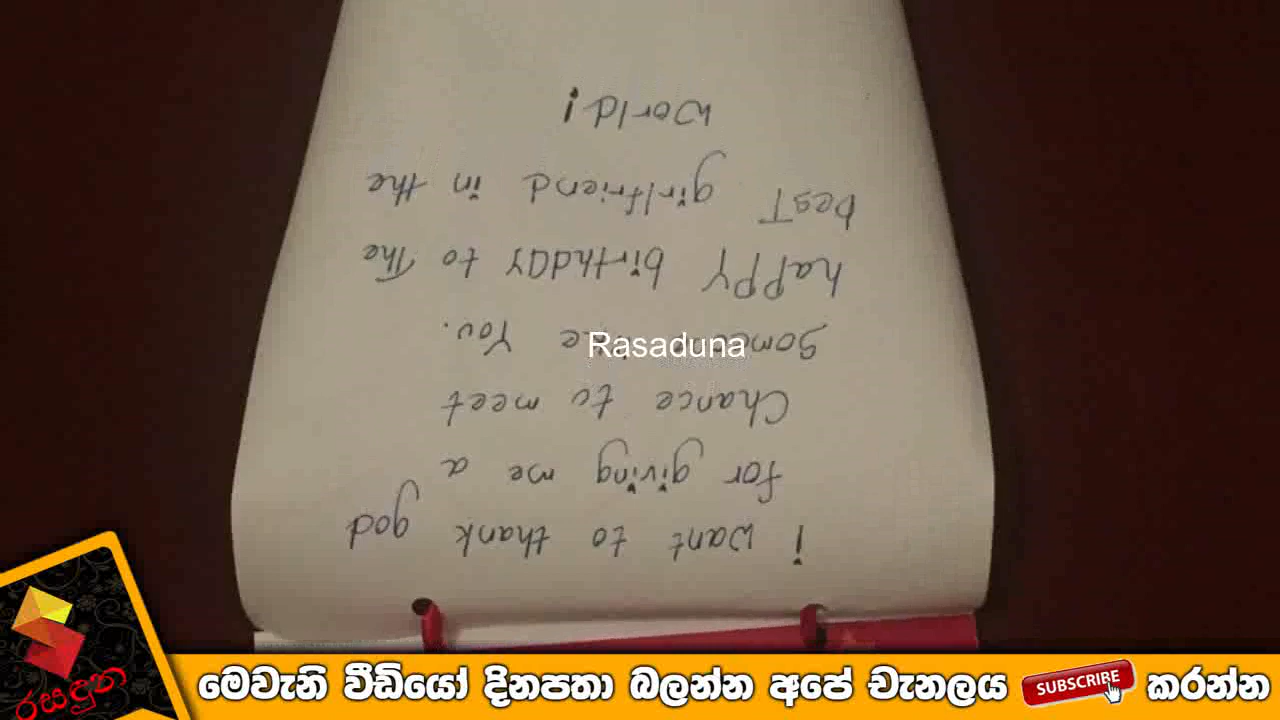 i want to thank god
for giving me a
Chance to meet
You.
happy birthday to The
best girlfriend in the
world!
Rasaduna
රසදුන
මෙවැනි වීඩියෝ දිනපතා බලන්න අපේ චැනලය SUBSCRIBE කරන්න